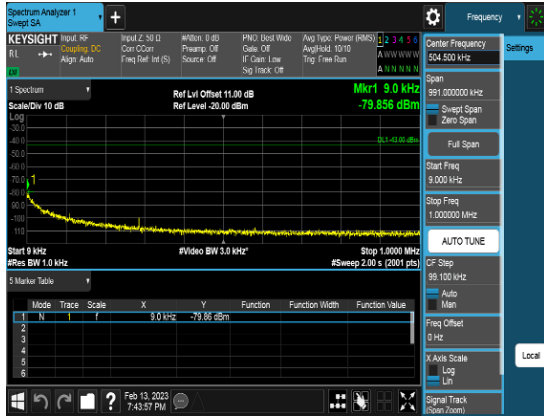 Spectrum Analyzer 1
Swept SA
Frequency
KEYSIGHT
RL
Input: RF
Coupling: DC
Align: Auto
Input Z: 50 Ω
Corr CCorr
Freq Ref: Int (S)
#Atten: 0 dB
Preamp: Off
Source: Off
PNO: Best Wide
Gate: Off
IF Gain: Low
Sig Track: Off
Avg Type: Power (RMS)
Avg|Hold: 10/10
Trig: Free Run
1 2 3 4 5 6
A WWWWW
A N N N N N
1 Spectrum
Scale/Div 10 dB
Ref Lvl Offset 11.00 dB
Ref Level -20.00 dBm
Mkr1 9.0 kHz
-79.856 dBm
Log
-30.0
-40.0
-50.0
-60.0
-70.0
-80.0
-90.0
-100
-110
DL1 -43.00 dBm
1
Start 9 kHz
#Res BW 1.0 kHz
#Video BW 3.0 kHz*
Stop 1.0000 MHz
#Sweep 2.00 s (2001 pts)
5 Marker Table
Mode Trace Scale X Y Function Function Width Function Value
1 N 1 f 9.0 kHz -79.86 dBm
2
3
4
5
6
Feb 13, 2023
7:43:57 PM
Center Frequency
504.500 kHz
Settings
Span
991.000000 kHz
Swept Span
Zero Span
Full Span
Start Freq
9.000 kHz
Stop Freq
1.000000 MHz
AUTO TUNE
CF Step
99.100 kHz
Auto
Man
Freq Offset
0 Hz
X Axis Scale
Log
Lin
Local
Signal Track
(Span Zoom)